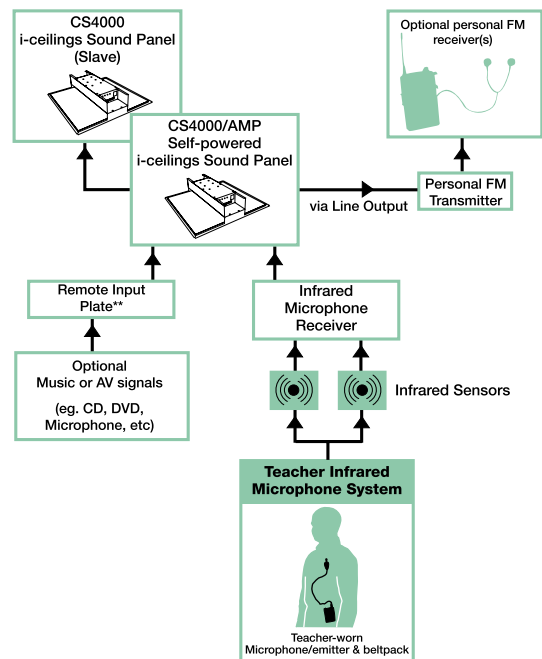 CS4000
i-ceilings Sound Panel
(Slave)
Optional personal FM
receiver(s)
CS4000/AMP
Self-powered
i-ceilings Sound Panel
via Line Output
Personal FM
Transmitter
Remote Input
Plate**
Infrared
Microphone
Receiver
Optional
Music or AV signals
(eg. CD, DVD,
Microphone, etc)
Infrared Sensors
Teacher Infrared
Microphone System
Teacher-worn
Microphone/emitter & beltpack